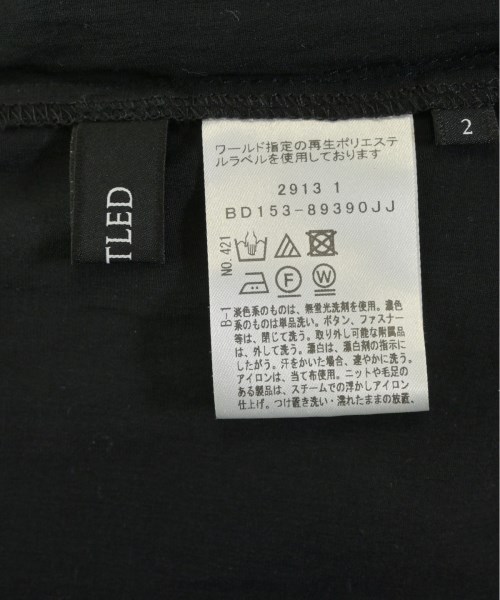 TLED
2
ワールド指定の再生ポリエステ
ルラベルを使用しております
2913 1
BD153-89390JJ
NO.421
F
W
B-1
淡色系のものは、無蛍光洗剤を使用。濃色
系のものは単品洗い。ボタン、ファスナー
等は、閉じて洗う。取り外し可能な附属品
は、外して洗う。漂白は、漂白剤の指示に
したがう。汗をかいた場合、速やかに洗う。
アイロンは、当て布使用。ニットや毛足の
ある製品は、スチームでの浮かしアイロン
仕上げ。つけ置き洗い・濡れたままの放置、